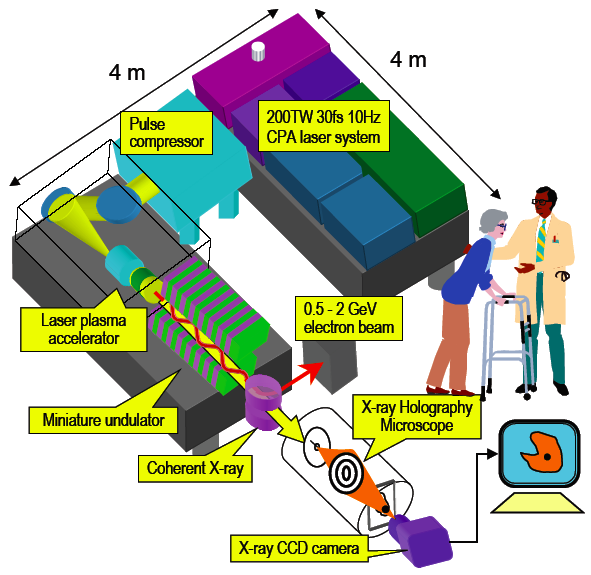 4 m
4 m
200TW 30fs 10Hz
CPA laser system
Pulse
compressor
Laser plasma
accelerator
0.5 - 2 GeV
electron beam
Miniature undulator
X-ray Holography
Microscope
Coherent X-ray
X-ray CCD camera